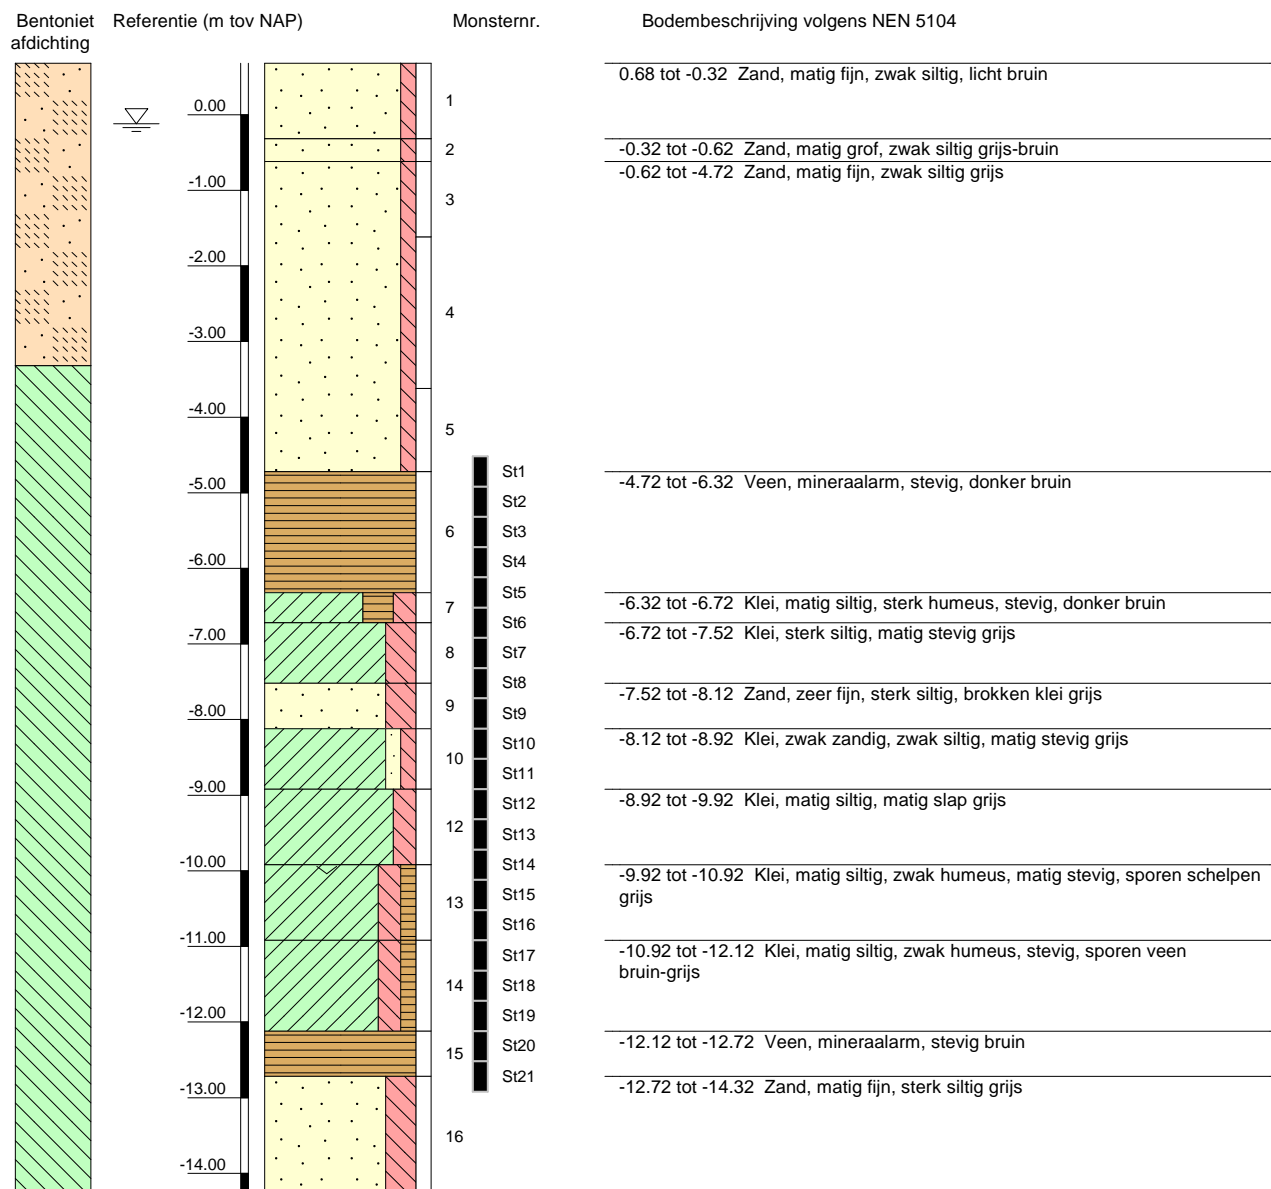 Bentoniet afdichting
Referentie (m tov NAP)
Monsternr.
Bodembeschrijving volgens NEN 5104
0.68 tot -0.32 Zand, matig fijn, zwak siltig, licht bruin
0.00
1
2
-0.32 tot -0.62 Zand, matig grof, zwak siltig grijs-bruin
-0.62 tot -4.72 Zand, matig fijn, zwak siltig grijs
-1.00
3
-2.00
4
-3.00
-4.00
5
St1
-4.72 tot -6.32 Veen, mineraalarm, stevig, donker bruin
-5.00
St2
6
St3
St4
-6.00
St5
-6.32 tot -6.72 Klei, matig siltig, sterk humeus, stevig, donker bruin
7
St6
-6.72 tot -7.52 Klei, sterk siltig, matig stevig grijs
-7.00
8
St7
St8
-7.52 tot -8.12 Zand, zeer fijn, sterk siltig, brokken klei grijs
9
St9
-8.00
St10
-8.12 tot -8.92 Klei, zwak zandig, zwak siltig, matig stevig grijs
10
St11
-9.00
St12
-8.92 tot -9.92 Klei, matig siltig, matig slap grijs
12
St13
-10.00
St14
-9.92 tot -10.92 Klei, matig siltig, zwak humeus, matig stevig, sporen schelpen
grijs
St15
13
St16
-11.00
St17
-10.92 tot -12.12 Klei, matig siltig, zwak humeus, stevig, sporen veen
bruin-grijs
14
St18
-12.00
St19
St20
-12.12 tot -12.72 Veen, mineraalarm, stevig bruin
15
St21
-12.72 tot -14.32 Zand, matig fijn, sterk siltig grijs
-13.00
16
-14.00